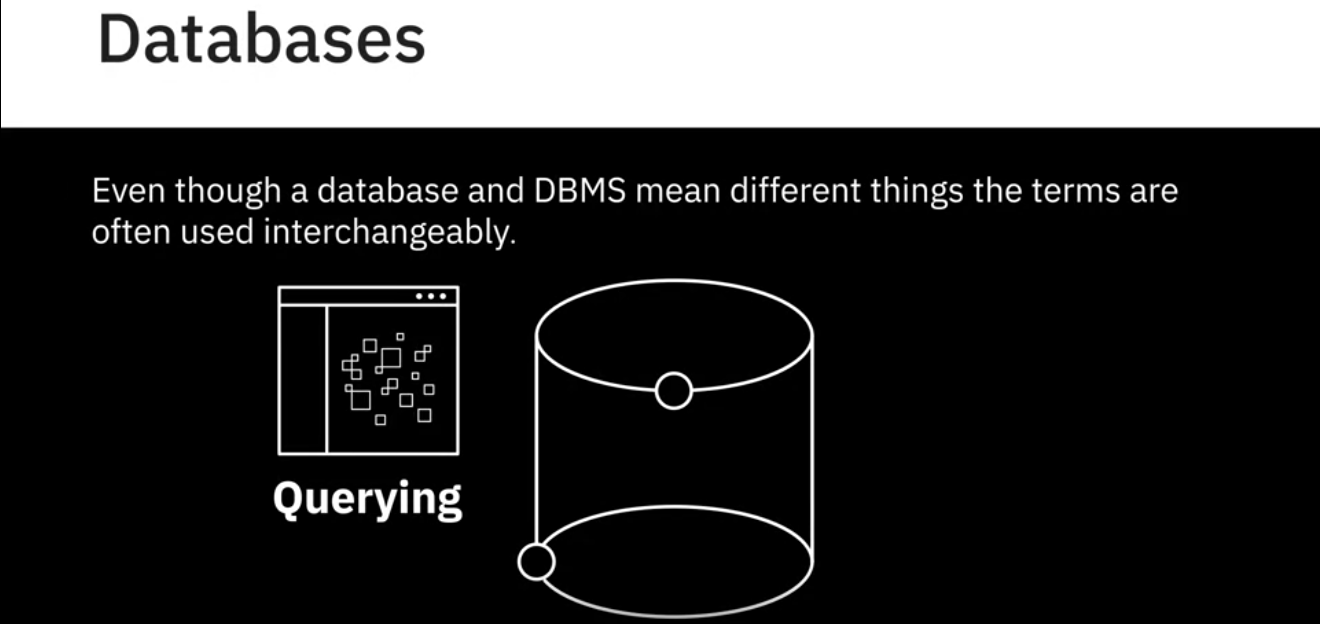 Databases
Even though a database and DBMS mean different things the terms are
often used interchangeably.
Querying